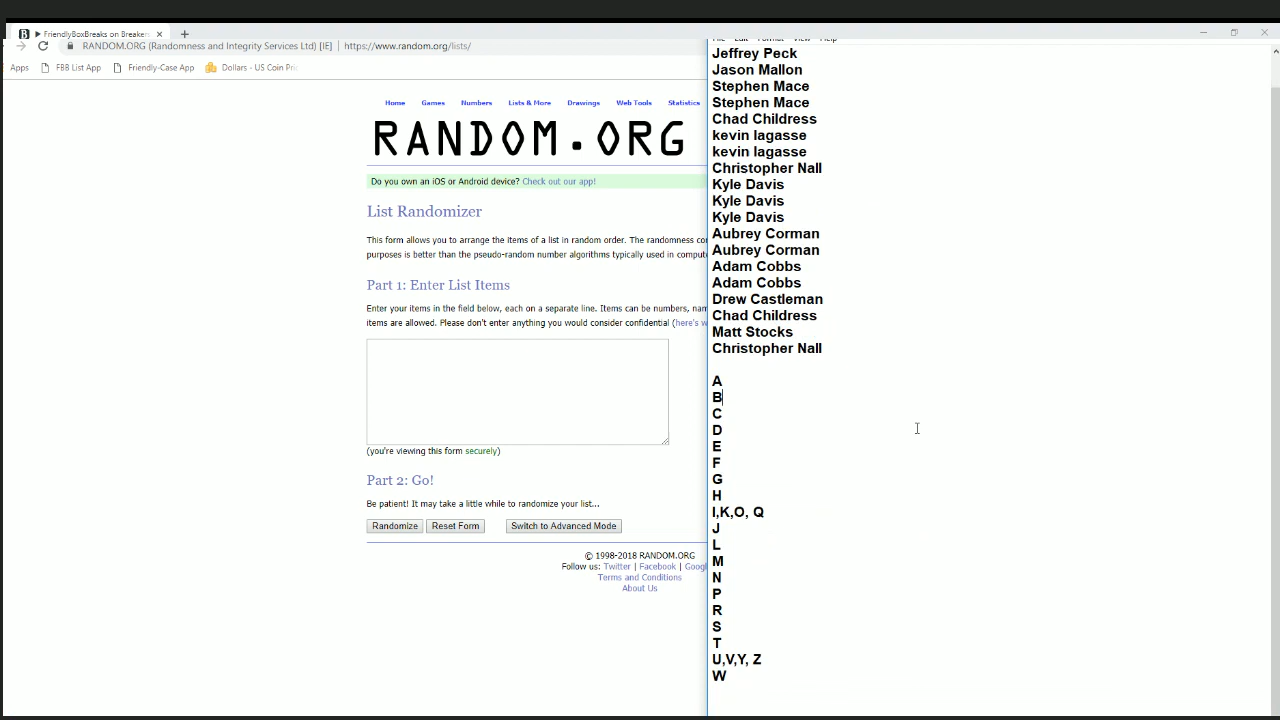 FriendlyBoxBreaks on Breakers
RANDOM.ORG (Randomness and Integrity Services Ltd) [IE] | https://www.random.org/lists/
Apps FBB List App Friendly-Case App Dollars - US Coin
Home Games Numbers Lists & More Drawings Web Tools Statistics
RANDOM.ORG
Do you own an iOS or Android device? Check out our app!
List Randomizer
This form allows you to arrange the items of a list in random order. The randomness
purposes is better than the pseudo-random number algorithms typically used in
Part 1: Enter List Items
Enter your items in the field below, each on a separate line. Items can be numbers,
items are allowed. Please don't enter anything you would consider confidential (here's
(you're viewing this form securely)
Part 2: Go!
Be patient! It may take a little while to randomize your list...
Randomize Reset Form Switch to Advanced Mode
© 1998-2018 RANDOM.ORG
Follow us: Twitter | Facebook |
Terms and Conditions
About Us
Jeffrey Peck
Jason Mallon
Stephen Mace
Stephen Mace
Chad Childress
kevin lagasse
kevin lagasse
Christopher Nall
Kyle Davis
Kyle Davis
Kyle Davis
Aubrey Corman
Aubrey Corman
Adam Cobbs
Adam Cobbs
Drew Castleman
Chad Childress
Matt Stocks
Christopher Nall
A
B
C
D
E
F
G
H
I,K,O, Q
J
L
M
N
P
R
S
T
U,V,Y, Z
W